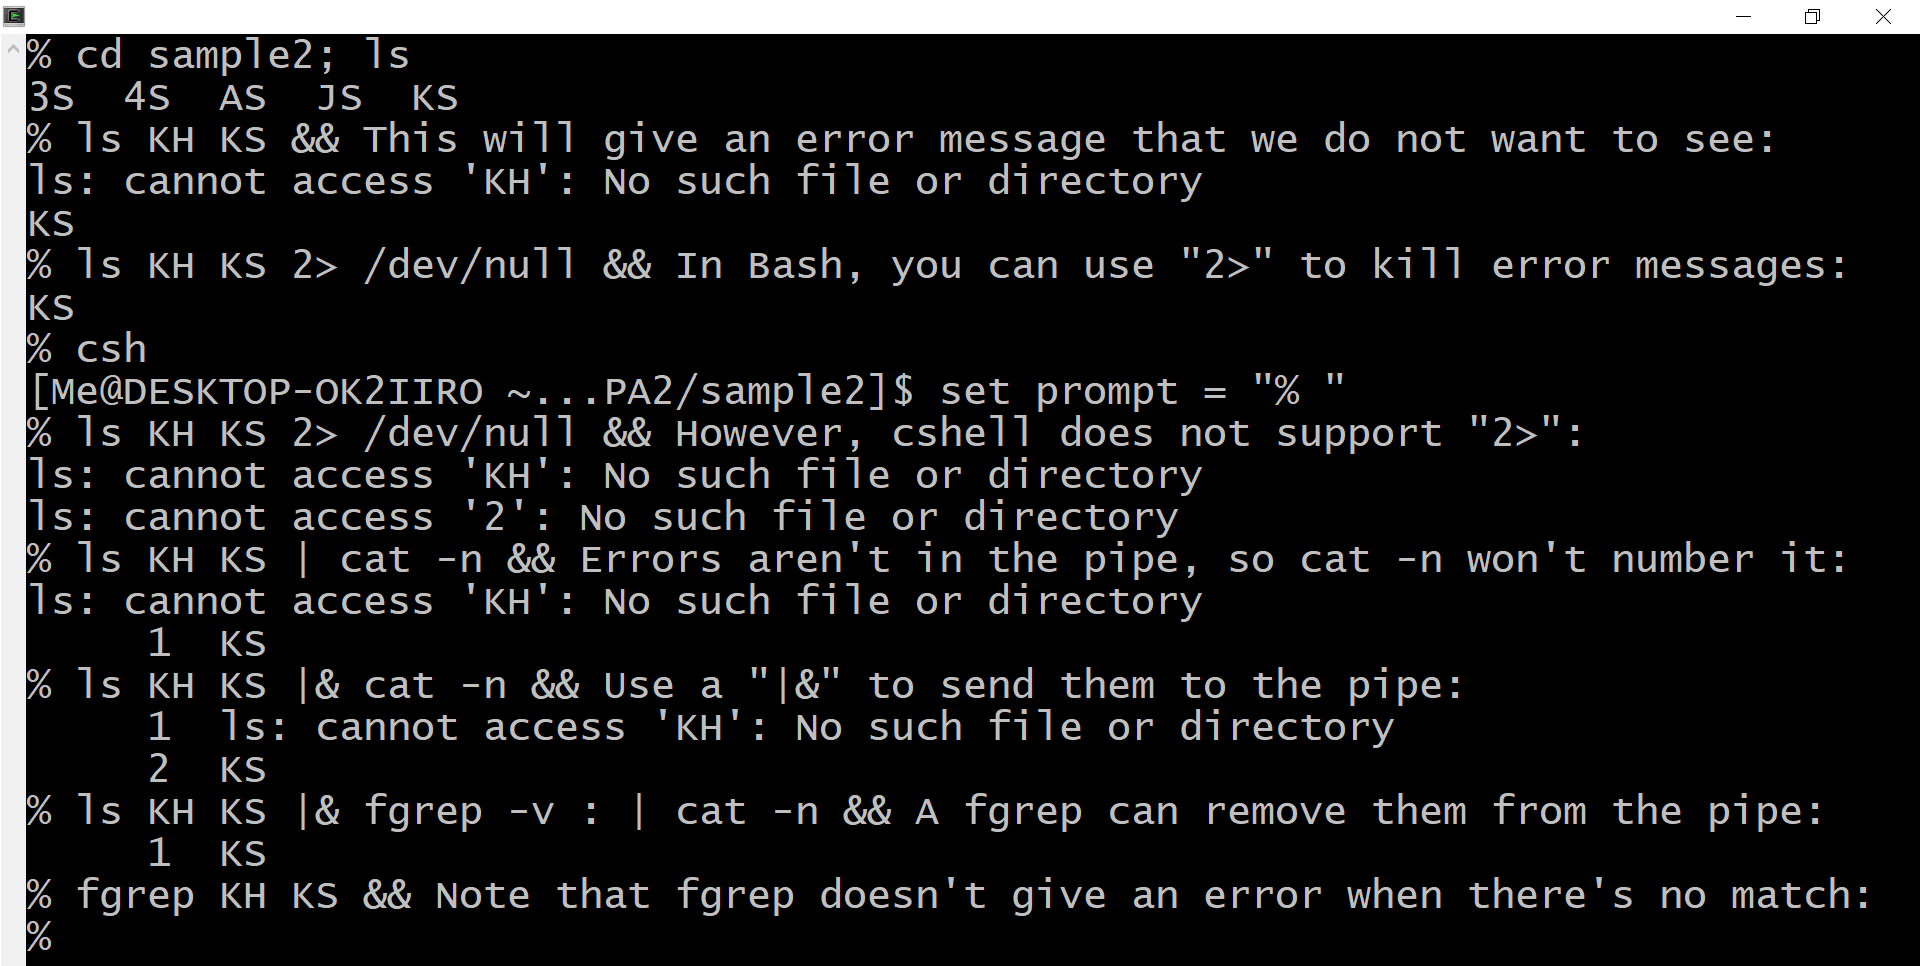 % cd sample2; ls
3S  4S  AS  JS  KS
% ls KH KS && This will give an error message that we do not want to see:
ls: cannot access 'KH': No such file or directory
KS
% ls KH KS 2> /dev/null && In Bash, you can use "2>" to kill error messages:
KS
% csh
[Me@DESKTOP-OK2IIRO ~...PA2/sample2]$ set prompt = "% "
% ls KH KS 2> /dev/null && However, cshell does not support "2>":
ls: cannot access 'KH': No such file or directory
ls: cannot access '2': No such file or directory
% ls KH KS | cat -n && Errors aren't in the pipe, so cat -n won't number it:
ls: cannot access 'KH': No such file or directory
     1  KS
% ls KH KS |& cat -n && Use a "|&" to send them to the pipe:
     1  ls: cannot access 'KH': No such file or directory
     2  KS
% ls KH KS |& fgrep -v : | cat -n && A fgrep can remove them from the pipe:
     1  KS
% fgrep KH KS && Note that fgrep doesn't give an error when there's no match:
%